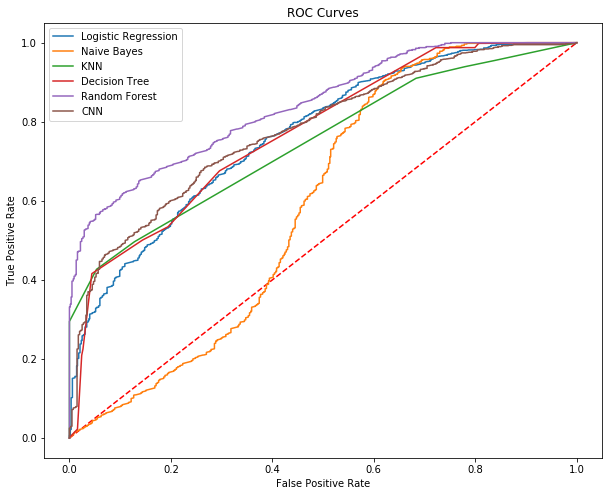 ROC Curves
Logistic Regression
Naive Bayes
KNN
Decision Tree
Random Forest
CNN
True Positive Rate
1.0
0.8
0.6
0.4
0.2
0.0
0.0 0.2 0.4 0.6 0.8 1.0
False Positive Rate